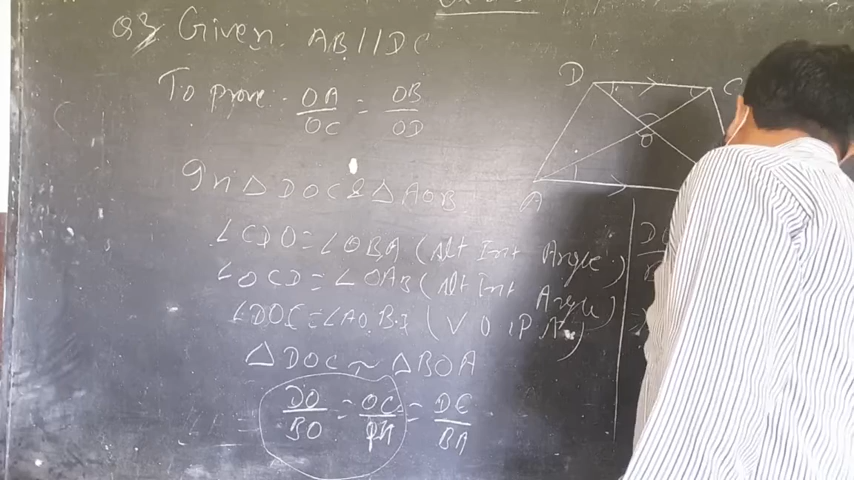 Q3 Given: AB//DC
To prove:- OA/OC = OB/OD
In △DOC & △AOB
∠CDO = ∠OBA (Alt Int Angle)
∠OCD = ∠OAB (Alt Int Angle)
∠DOC = ∠AOB (V O P A)
△DOC ~ △BOA
DO/BO = OC/OA = DC/BA
D C
O
A